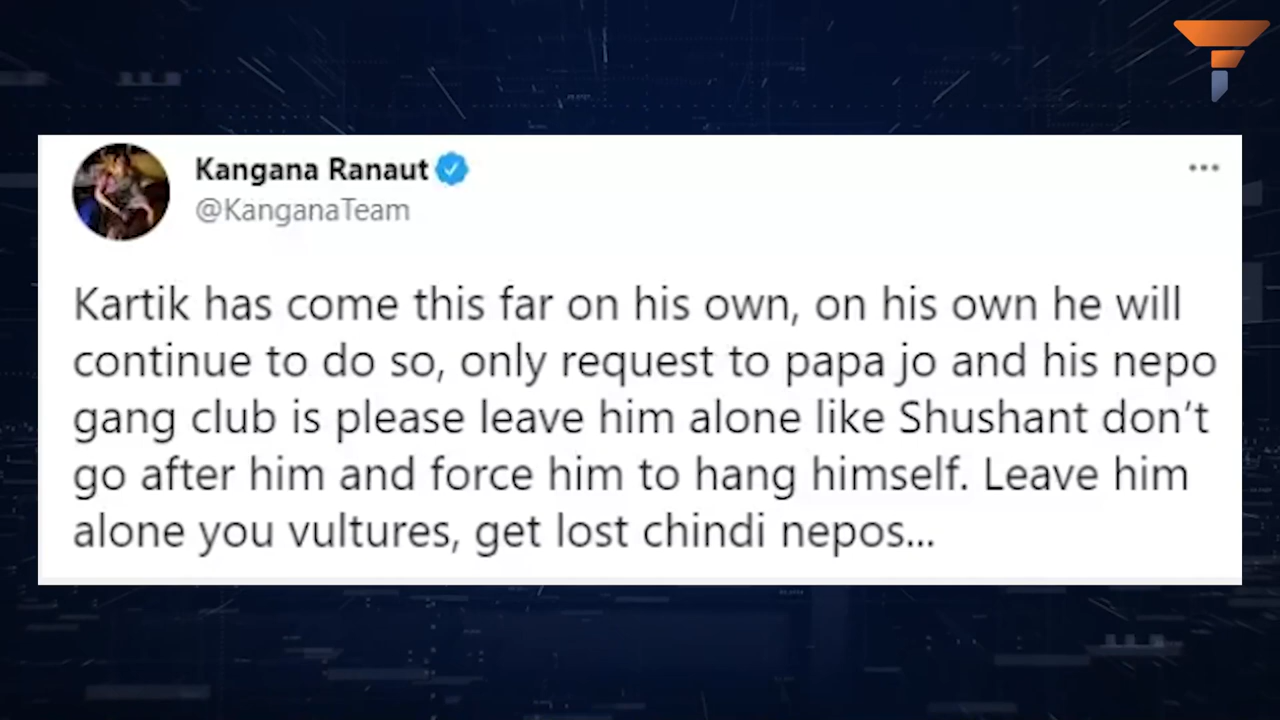 Kangana Ranaut
@KanganaTeam
Kartik has come this far on his own, on his own he will
continue to do so, only request to papa jo and his nepo
gang club is please leave him alone like Shushant don’t
go after him and force him to hang himself. Leave him
alone you vultures, get lost chindi nepos...